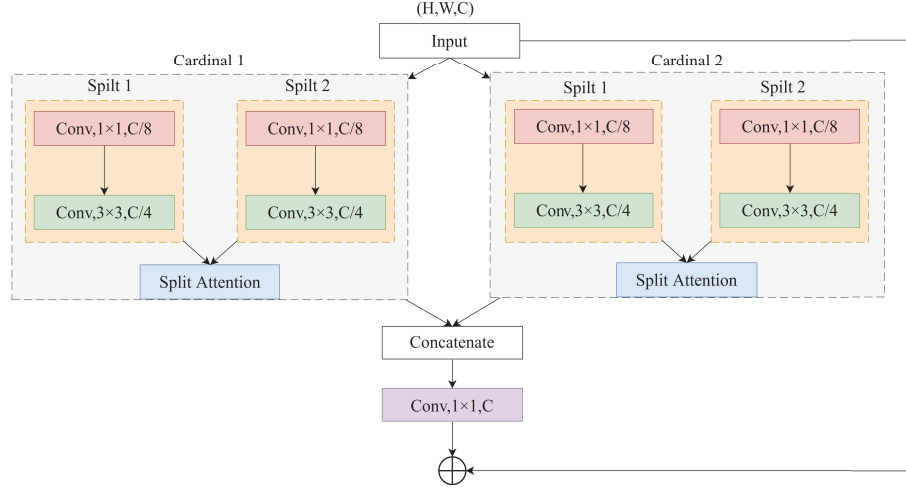 (H,W,C)
Input
Cardinal 1
Cardinal 2
Spilt 1
Spilt 2
Spilt 1
Spilt 2
Conv,1×1,C/8
Conv,1×1,C/8
Conv,1×1,C/8
Conv,1×1,C/8
Conv,3×3,C/4
Conv,3×3,C/4
Conv,3×3,C/4
Conv,3×3,C/4
Split Attention
Split Attention
Concatenate
Conv,1×1,C